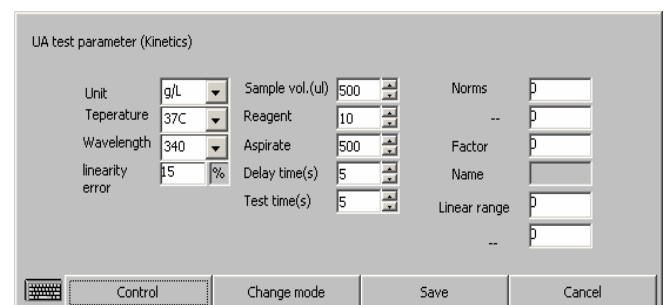 UA test parameter (Kinetics)
Unit g/L Sample vol.(ul) 500 Norms 0
Teperature 37C Reagent 10 -- 0
Wavelength 340 Aspirate 500 Factor 0
linearity error 15 % Delay time(s) 5 Name
Test time(s) 5 Linear range 0
-- 0
Control Change mode Save Cancel